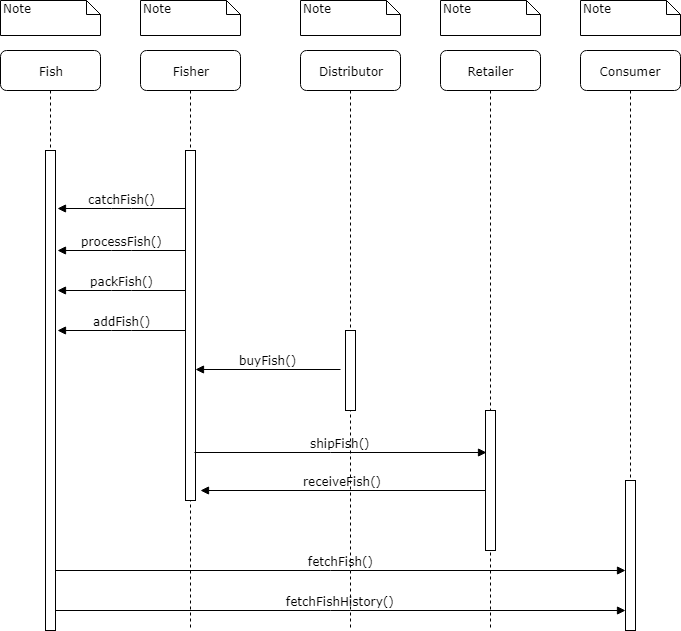 Note
Note
Note
Note
Note
Fish
Fisher
Distributor
Retailer
Consumer
catchFish()
processFish()
packFish()
addFish()
buyFish()
shipFish()
receiveFish()
fetchFish()
fetchFishHistory()